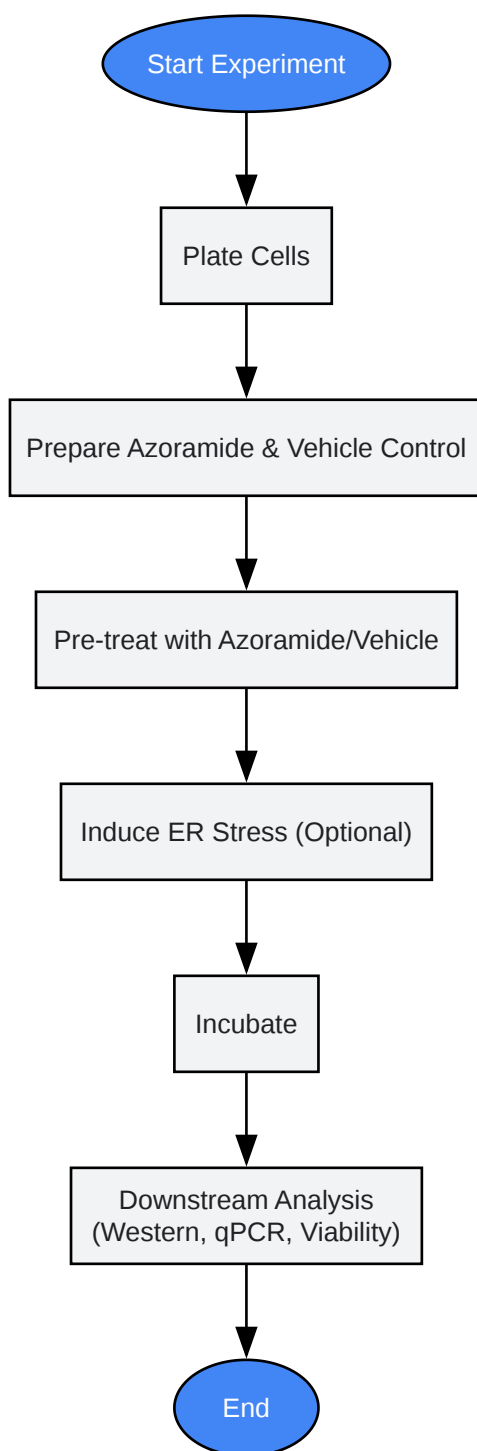 Start Experiment
Plate Cells
Prepare Azoramide & Vehicle Control
Pre-treat with Azoramide/Vehicle
Induce ER Stress (Optional)
Incubate
Downstream Analysis
(Western, qPCR, Viability)
End